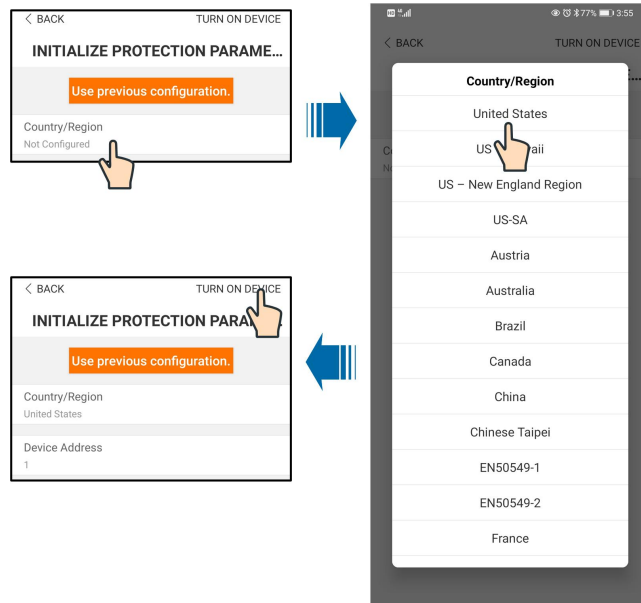 BACK
TURN ON DEVICE
INITIALIZE PROTECTION PARAME...
Use previous configuration.
Country/Region
Not Configured
77%
3:55
BACK
TURN ON DEVICE
Country/Region
United States
US
aii
US – New England Region
US-SA
Austria
Australia
Brazil
Canada
China
Chinese Taipei
EN50549-1
EN50549-2
France
BACK
TURN ON DEVICE
INITIALIZE PROTECTION PARA
Use previous configuration.
Country/Region
United States
Device Address
1